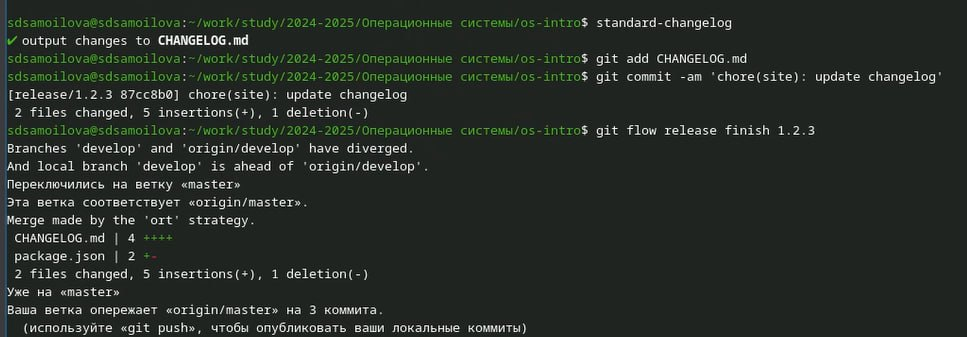 sdsamoilova@sdsamoilova:~/work/study/2024-2025/Операционные системы/os-intro$ standard-changelog
✔ output changes to CHANGELOG.md
sdsamoilova@sdsamoilova:~/work/study/2024-2025/Операционные системы/os-intro$ git add CHANGELOG.md
sdsamoilova@sdsamoilova:~/work/study/2024-2025/Операционные системы/os-intro$ git commit -am 'chore(site): update changelog'
[release/1.2.3 87cc8b0] chore(site): update changelog
 2 files changed, 5 insertions(+), 1 deletion(-)
sdsamoilova@sdsamoilova:~/work/study/2024-2025/Операционные системы/os-intro$ git flow release finish 1.2.3
Branches 'develop' and 'origin/develop' have diverged.
And local branch 'develop' is ahead of 'origin/develop'.
Переключились на ветку «master»
Эта ветка соответствует «origin/master».
Merge made by the 'ort' strategy.
 CHANGELOG.md | 4 ++++
 package.json | 2 +-
 2 files changed, 5 insertions(+), 1 deletion(-)
Уже на «master»
Ваша ветка опережает «origin/master» на 3 коммита.
  (используйте «git push», чтобы опубликовать ваши локальные коммиты)